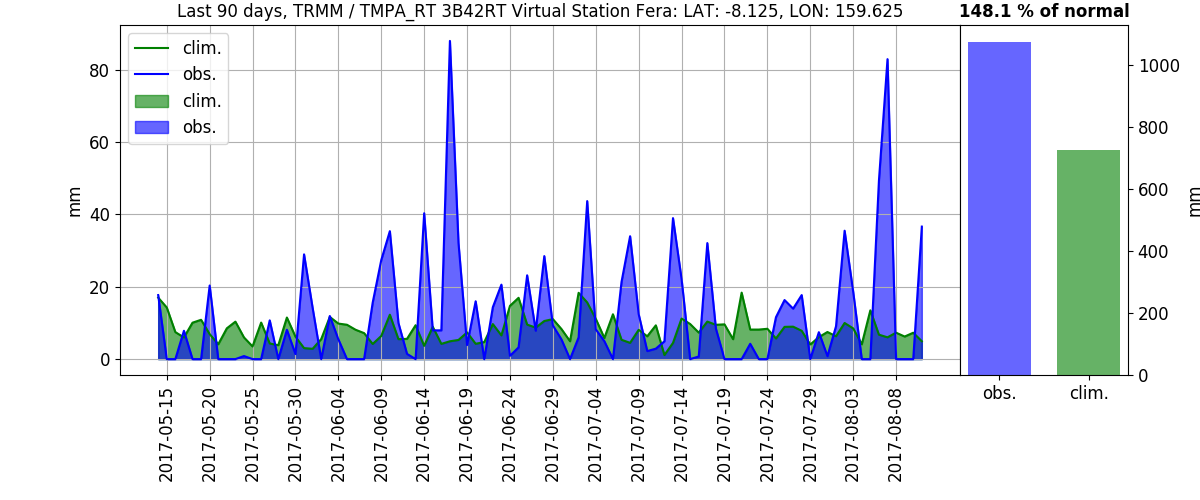 Last 90 days, TRMM / TMPA_RT 3B42RT Virtual Station Fera: LAT: -8.125, LON: 159.625
148.1 % of normal
clim.
obs.
clim.
obs.
80
60
40
20
0
mm
2017-05-15
2017-05-20
2017-05-25
2017-05-30
2017-06-04
2017-06-09
2017-06-14
2017-06-19
2017-06-24
2017-06-29
2017-07-04
2017-07-09
2017-07-14
2017-07-19
2017-07-24
2017-07-29
2017-08-03
2017-08-08
1000
800
600
400
200
0
mm
obs.
clim.